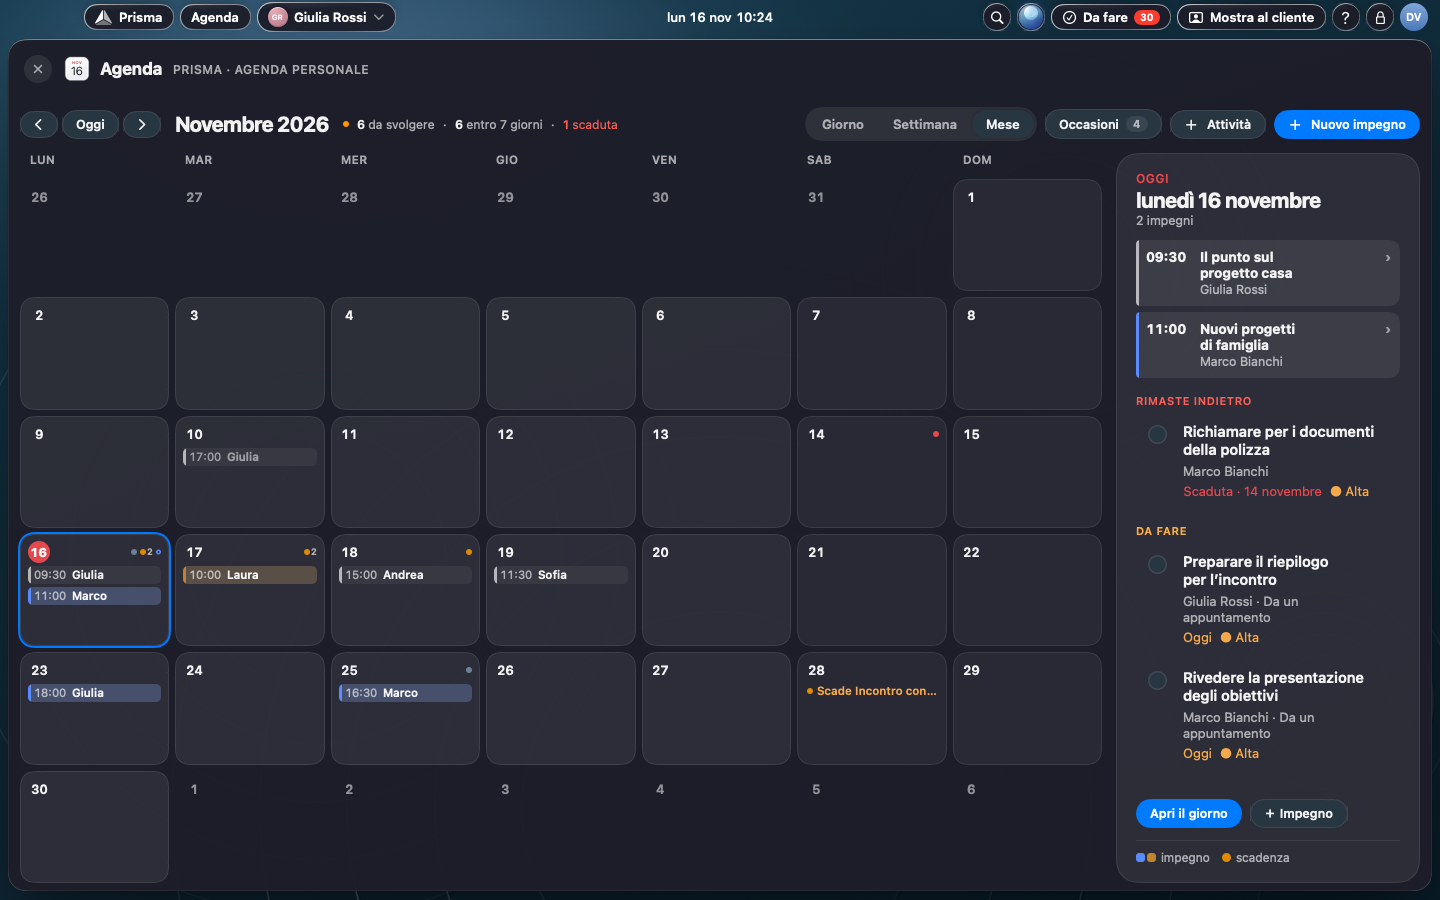 Prisma
Agenda
GR Giulia Rossi
lun 16 nov 10:24
Da fare 30
Mostra al cliente
?
DV
NOV
16
Agenda PRISMA · AGENDA PERSONALE
Oggi
Novembre 2026
6 da svolgere · 6 entro 7 giorni · 1 scaduta
Giorno Settimana Mese
Occasioni 4
+ Attività
+ Nuovo impegno
LUN MAR MER GIO VEN SAB DOM
26 27 28 29 30 31 1
2 3 4 5 6 7 8
9 10 11 12 13 14 15
17:00 Giulia
16 2 17 2 18 19 20 21 22
09:30 Giulia 10:00 Laura 15:00 Andrea 11:30 Sofia
11:00 Marco
23 24 25 26 27 28 29
18:00 Giulia 16:30 Marco Scade Incontro con...
30 1 2 3 4 5 6
OGGI
lunedì 16 novembre
2 impegni
09:30 Il punto sul
progetto casa
Giulia Rossi
11:00 Nuovi progetti
di famiglia
Marco Bianchi
RIMASTE INDIETRO
Richiamare per i documenti
della polizza
Marco Bianchi
Scaduta · 14 novembre Alta
DA FARE
Preparare il riepilogo
per l'incontro
Giulia Rossi · Da un
appuntamento
Oggi Alta
Rivedere la presentazione
degli obiettivi
Marco Bianchi · Da un
appuntamento
Oggi Alta
Apri il giorno
+ Impegno
impegno scadenza